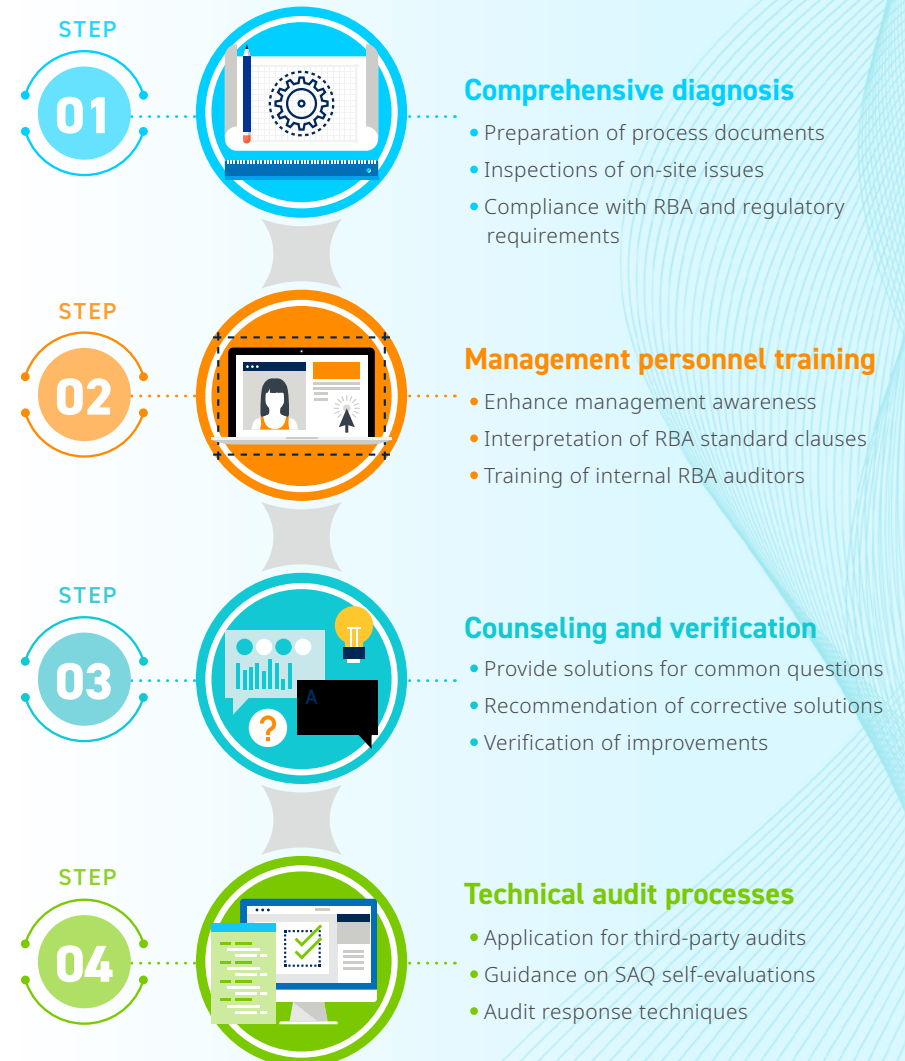 STEP
01
Comprehensive diagnosis
• Preparation of process documents
• Inspections of on-site issues
• Compliance with RBA and regulatory
requirements
STEP
02
Management personnel training
• Enhance management awareness
• Interpretation of RBA standard clauses
• Training of internal RBA auditors
STEP
03
A
?
Counseling and verification
• Provide solutions for common questions
• Recommendation of corrective solutions
• Verification of improvements
STEP
04
Technical audit processes
• Application for third-party audits
• Guidance on SAQ self-evaluations
• Audit response techniques